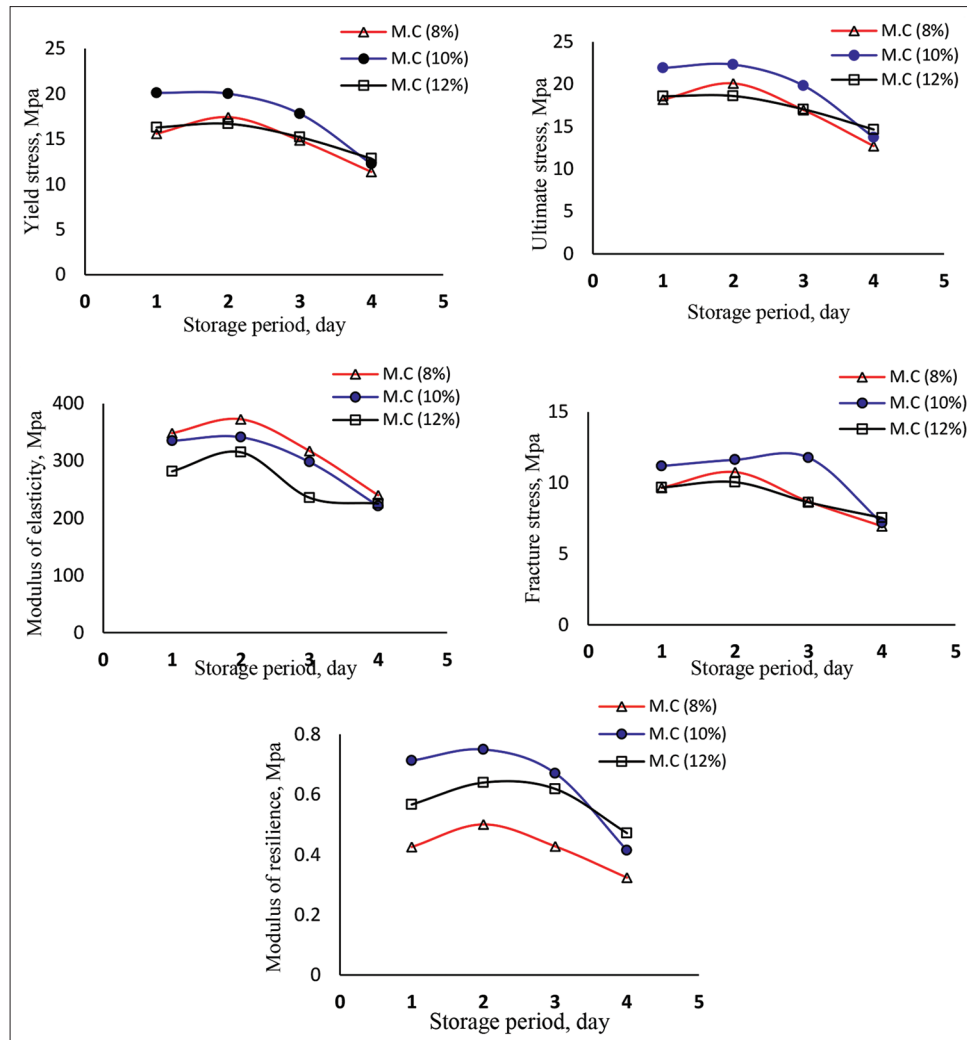 M.C (8%)
M.C (10%)
M.C (12%)
Yield stress, Mpa
25
20
15
10
5
0
0 1 2 3 4 5
Storage period, day
M.C (8%)
M.C (10%)
M.C (12%)
Ultimate stress, Mpa
25
20
15
10
5
0
0 1 2 3 4 5
Storage period, day
M.C (8%)
M.C (10%)
M.C (12%)
Modulus of elasticity, Mpa
400
300
200
100
0
0 1 2 3 4 5
Storage period, day
M.C (8%)
M.C (10%)
M.C (12%)
Fracture stress, Mpa
15
10
5
0
0 1 2 3 4 5
Storage period, day
M.C (8%)
M.C (10%)
M.C (12%)
Modulus of resilience, Mpa
0.8
0.6
0.4
0.2
0
0 1 2 3 4 5
Storage period, day